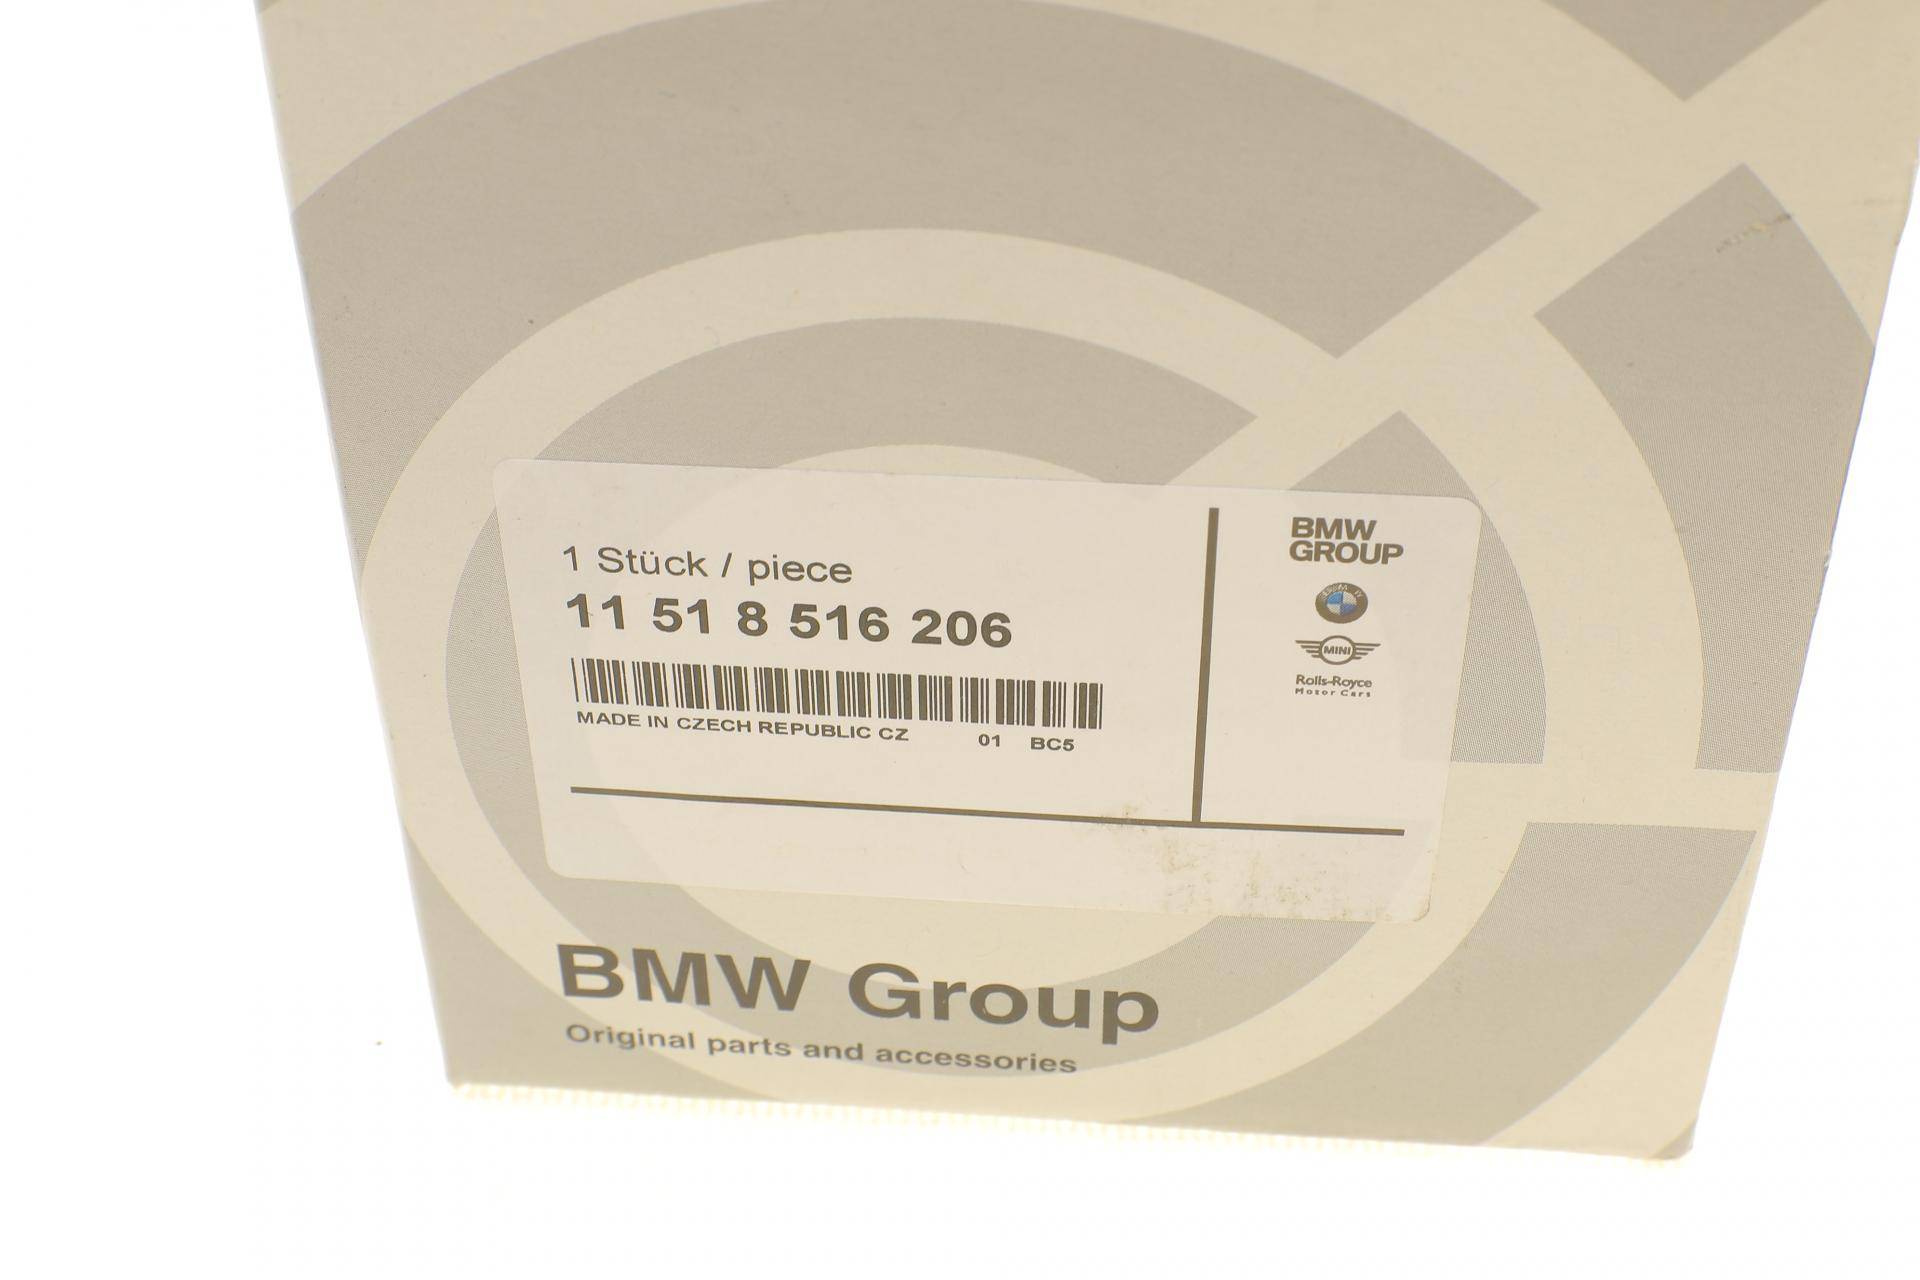 1 Stück / piece
11 51 8 516 206
MADE IN CZECH REPUBLIC CZ 01 BC5
BMW
GROUP
MINI
Rolls-Royce
Motor Cars
BMW Group
Original parts and accessories